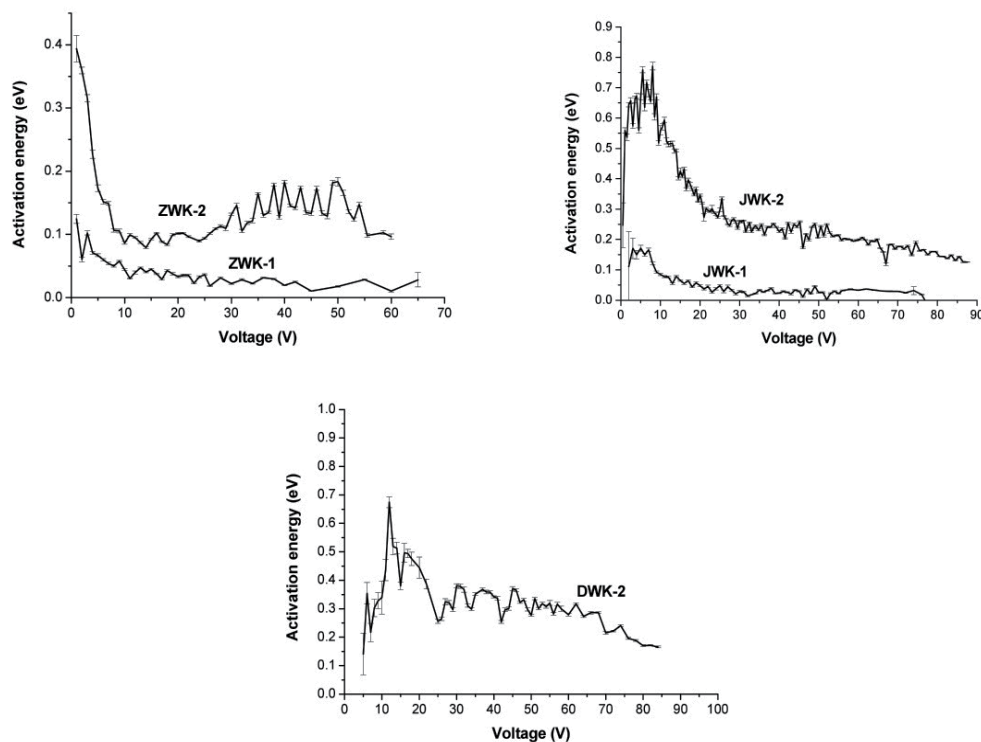 0.4
0.3
0.2
0.1
0.0
0 10 20 30 40 50 60 70
Activation energy (eV)
Voltage (V)
ZWK-2
ZWK-1
0.9
0.8
0.7
0.6
0.5
0.4
0.3
0.2
0.1
0.0
0 10 20 30 40 50 60 70 80 90
Activation energy (eV)
Voltage (V)
JWK-2
JWK-1
1.0
0.9
0.8
0.7
0.6
0.5
0.4
0.3
0.2
0.1
0.0
0 10 20 30 40 50 60 70 80 90 100
Activation energy (eV)
Voltage (V)
DWK-2